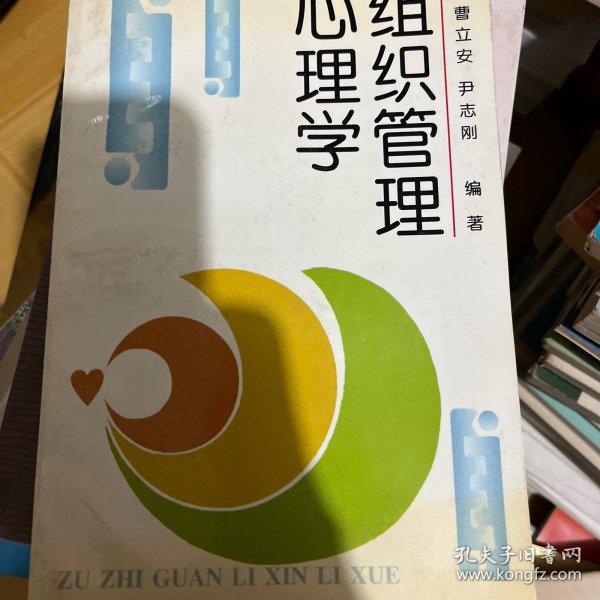 组织管理
心理学
曹立安 尹志刚 编著
ZU ZHI GUAN LI XIN LI XUE
孔夫子旧书网
www.kongfz.com